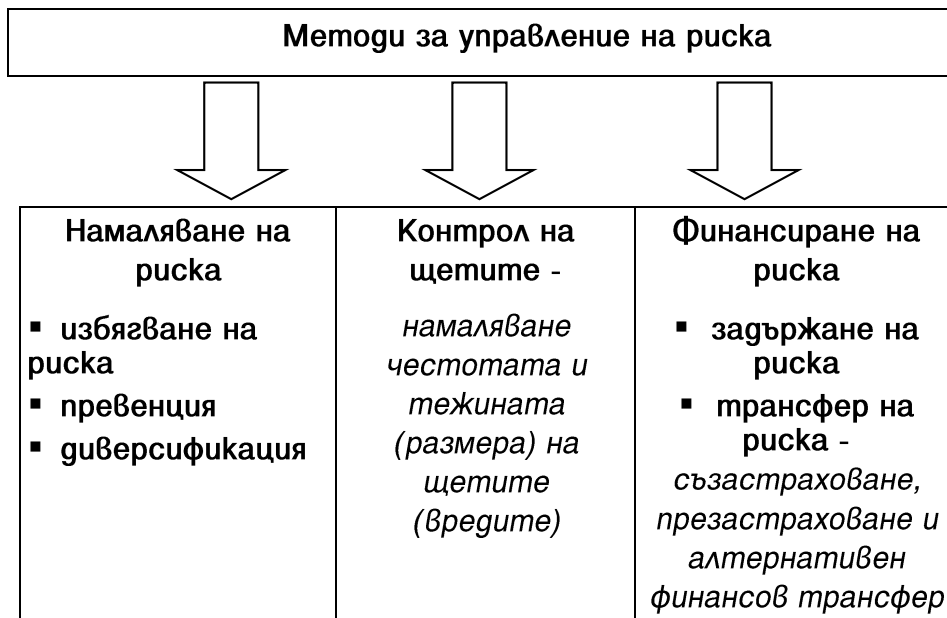 Методи за управление на риска
Намаляване на
риска
▪ избягване на
риска
▪ превенция
▪ диверсификация
Контрол на
щетите -
намаляване
честотата и
тежината
(размера) на
щетите
(вредите)
Финансиране на
риска
▪ задържане на
риска
▪ трансфер на
риска -
съзастраховане,
презастраховане и
алтернативен
финансов трансфер